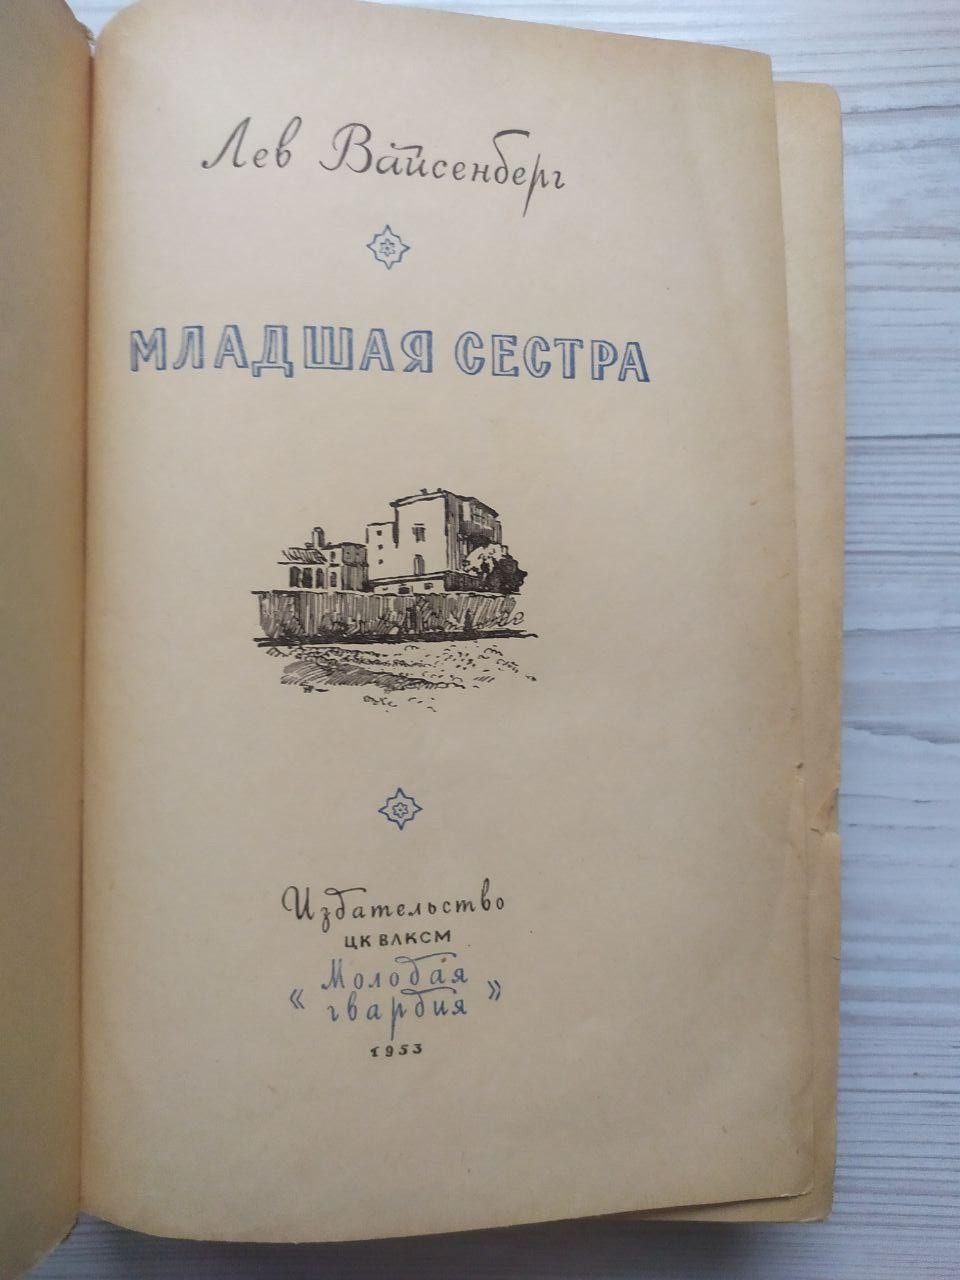 Лев Вайсенберг
МЛАДШАЯ СЕСТРА
Издательство
ЦК ВЛКСМ
« Молодая
гвардия »
1953